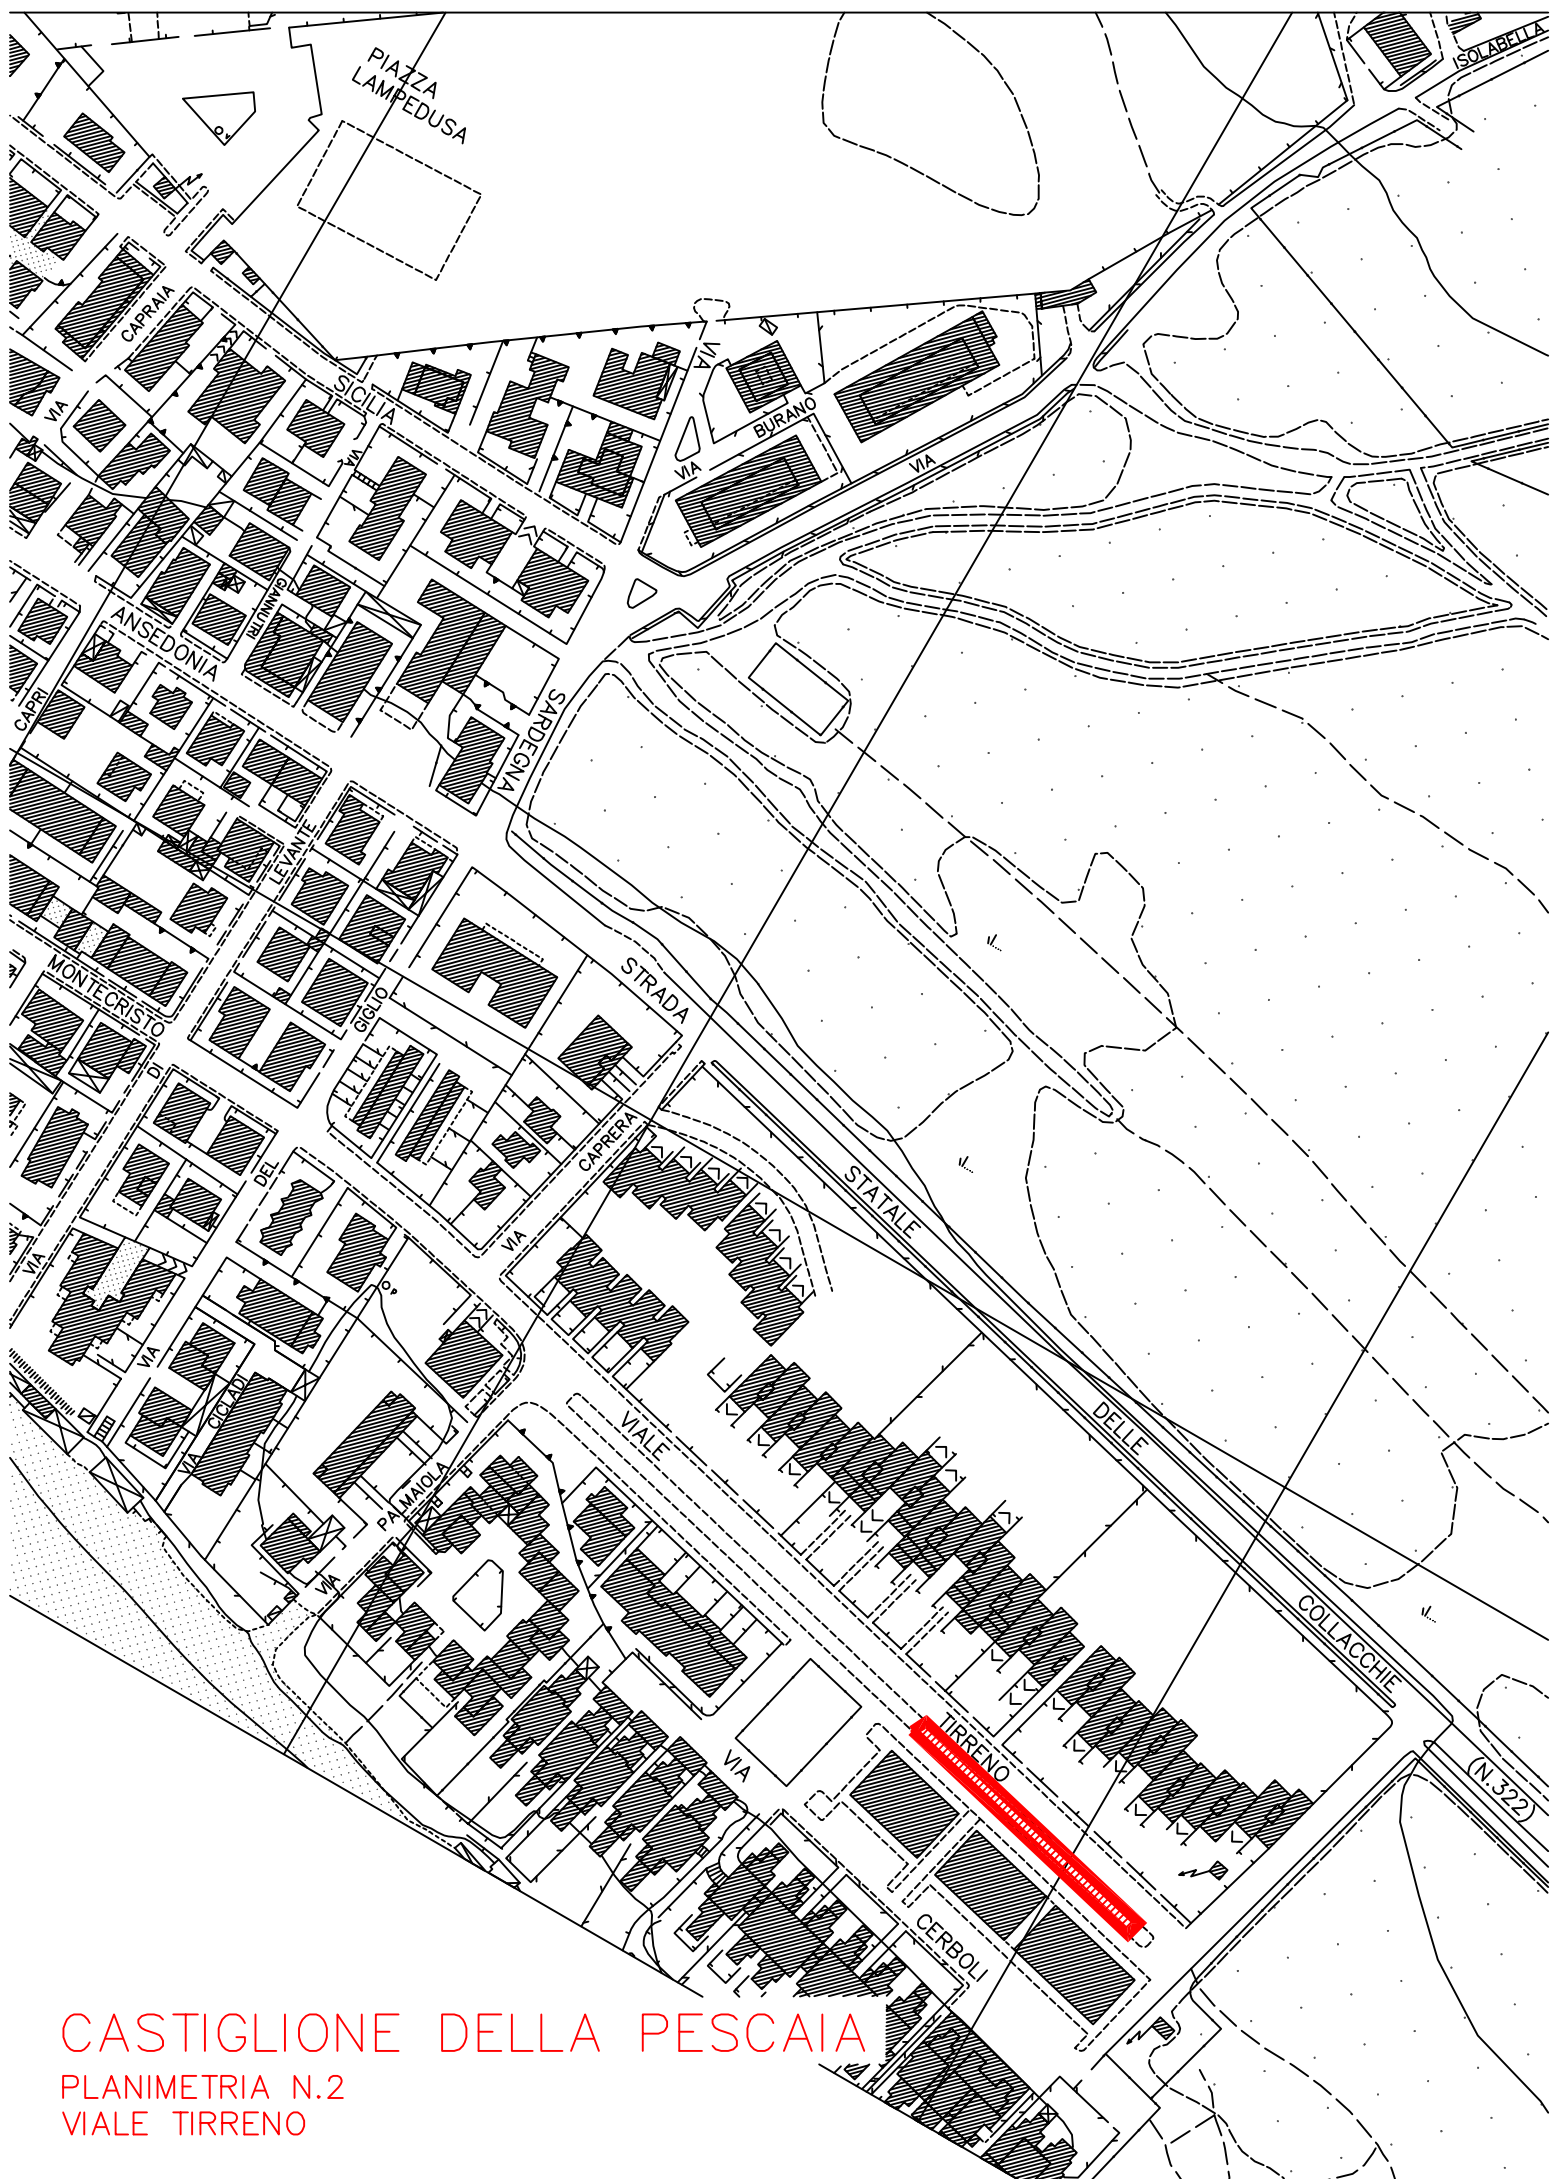 ISOLABELLA
PIAZZA
LAMPEDUSA
CAPRAIA
VIA
SICILIA
VIA
VIA
BURANO
VIA
VIA
GIANNUTRI
ANSEDONIA
CAPRI
SARDEGNA
LEVANTE
MONTECRISTO
GIGLIO
STRADA
DI
DEL
CAPRERA
VIA
VIA
STATALE
VIA
CICLADI
VIA
VIALE
DELLE
PALMAIOLA
VIA
COLLACCHIE
TIRRENO
VIA
(N.322)
CERBOLI
CASTIGLIONE DELLA PESCAIA
PLANIMETRIA N.2
VIALE TIRRENO